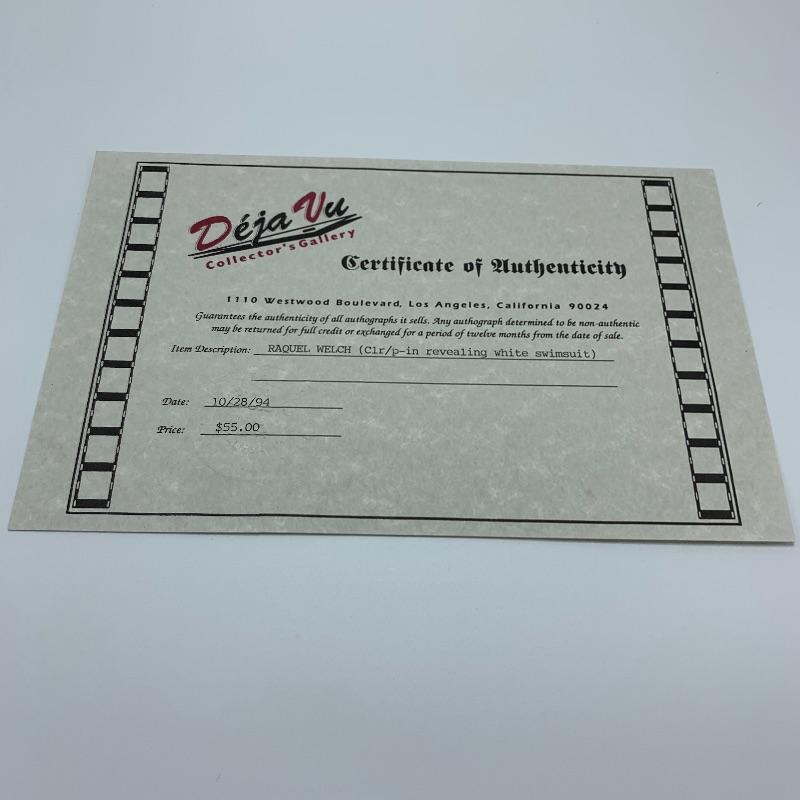 Déja Vu
Collector's Gallery
Certificate of Authenticity
1110 Westwood Boulevard, Los Angeles, California 90024
Guarantees the authenticity of all autographs it sells. Any autograph determined to be non-authentic
may be returned for full credit or exchanged for a period of twelve months from the date of sale.
Item Description: RAQUEL WELCH (Clr/p-in revealing white swimsuit)
Date: 10/28/94
Price: $55.00